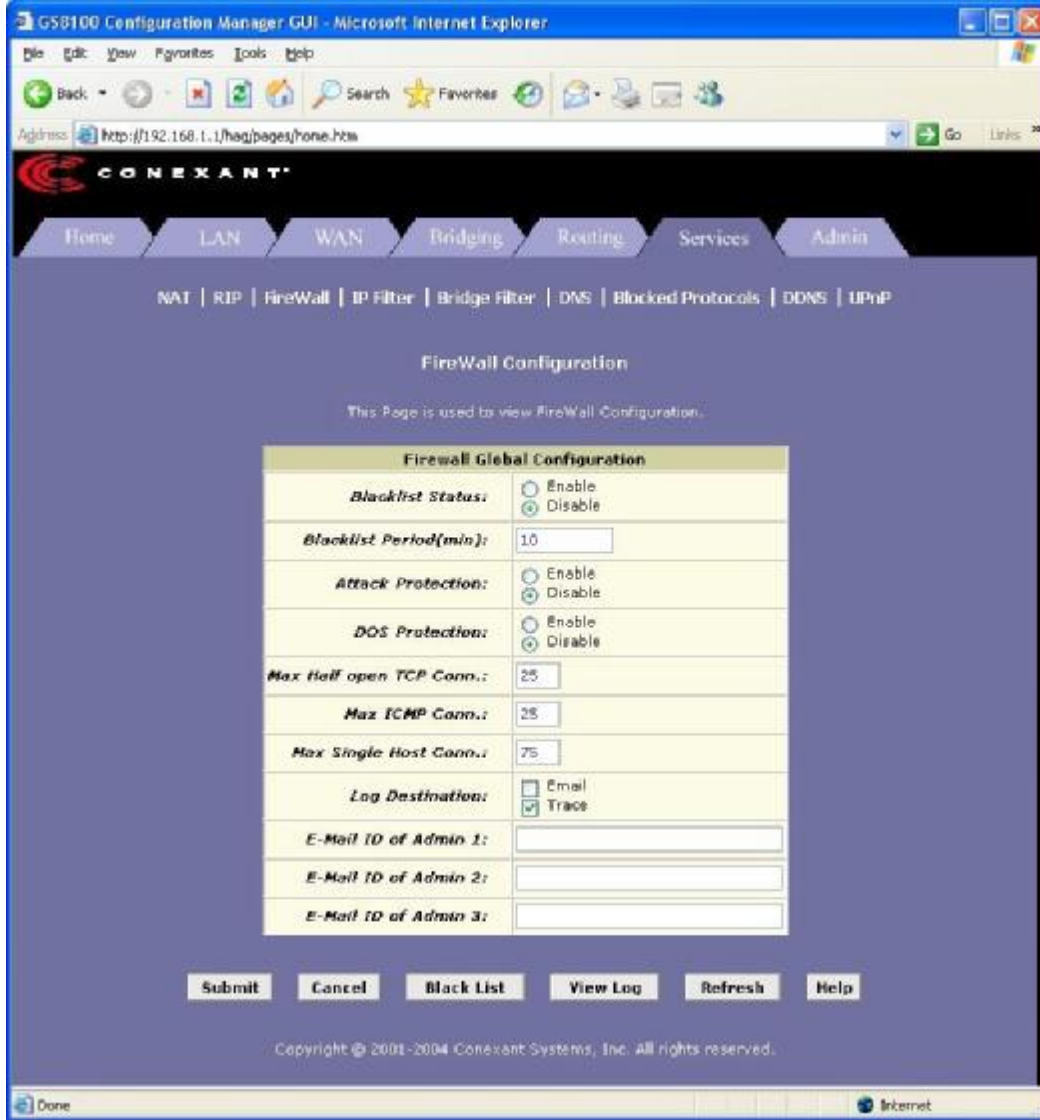 GS8100 Configuration Manager GUI - Microsoft Internet Explorer
File Edit View Favorites Tools Help
Back Search Favorites
Address http://192.168.1.1/hag/pages/home.htm Go Links »
CONEXANT
Home LAN WAN Bridging Routing Services Admin
NAT | RIP | FireWall | IP Filter | Bridge Filter | DNS | Blocked Protocols | DDNS | UPnP
FireWall Configuration
This Page is used to view FireWall Configuration.
Firewall Global Configuration
Blacklist Status: Enable
Disable
Blacklist Period(min): 10
Attack Protection: Enable
Disable
DOS Protection: Enable
Disable
Max Half open TCP Conn.: 25
Max ICMP Conn.: 25
Max Single Host Conn.: 75
Log Destination: Email
Trace
E-Mail ID of Admin 1:
E-Mail ID of Admin 2:
E-Mail ID of Admin 3:
Submit Cancel Black List View Log Refresh Help
Copyright @ 2001-2004 Conexant Systems, Inc. All rights reserved.
Done Internet